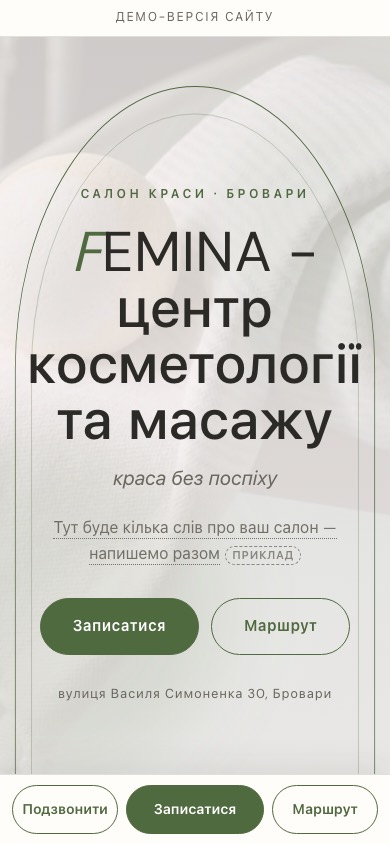 ДЕМО-ВЕРСІЯ САЙТУ
САЛОН КРАСИ · БРОВАРИ
FEMINA –
центр
косметології
та масажу
краса без поспіху
Тут буде кілька слів про ваш салон —
напишемо разом ПРИКЛАД
Записатися Маршрут
вулиця Василя Симоненка 30, Бровари
Подзвонити Записатися Маршрут